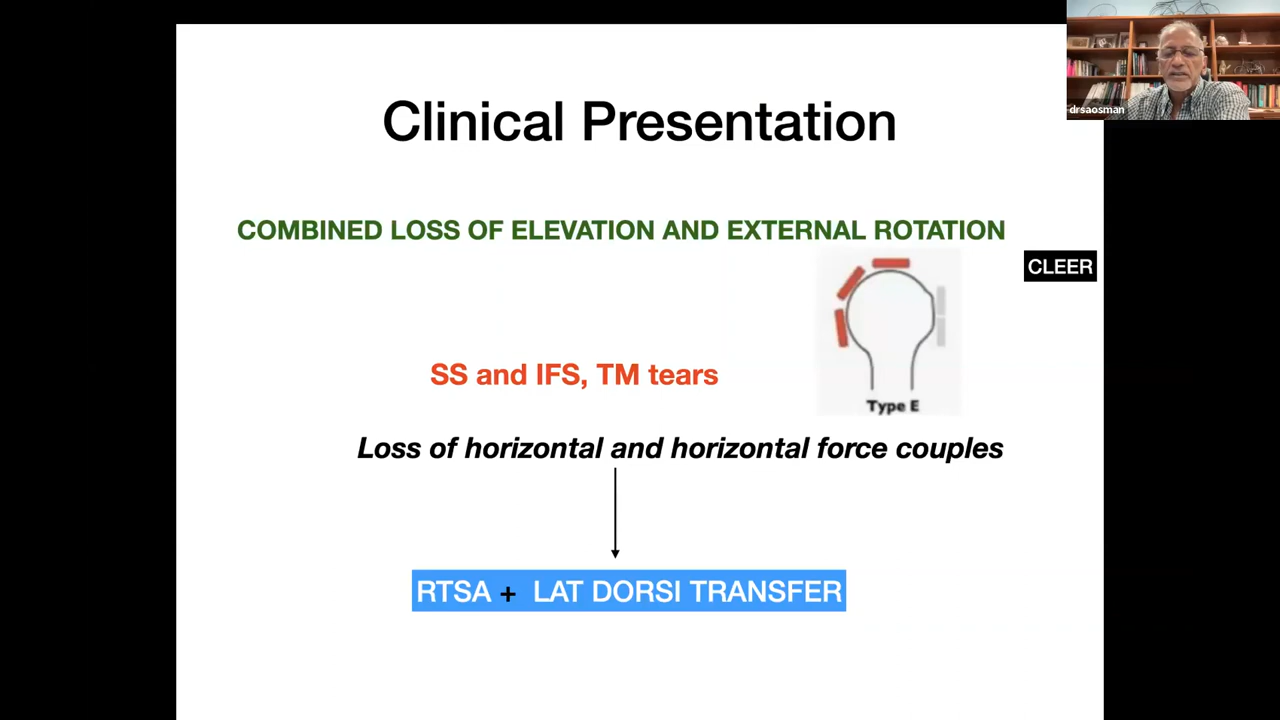 drsaosman
Clinical Presentation
COMBINED LOSS OF ELEVATION AND EXTERNAL ROTATION
CLEER
SS and IFS, TM tears
Type E
Loss of horizontal and horizontal force couples
RTSA + LAT DORSI TRANSFER